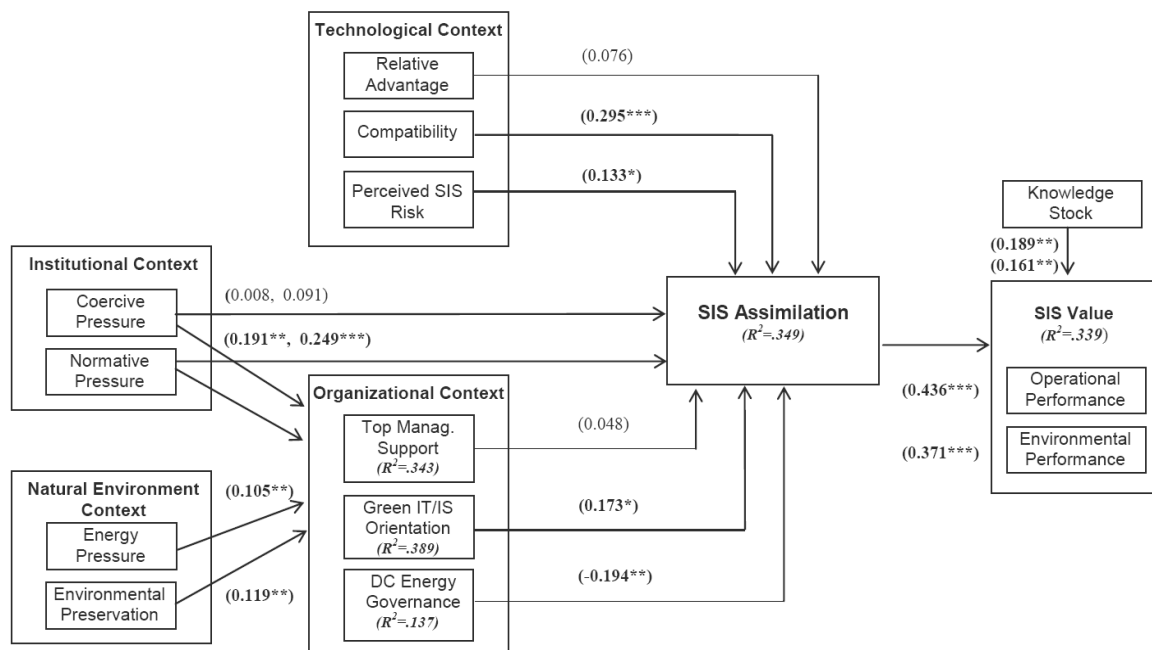 Technological Context
Relative
Advantage
(0.076)
Compatibility
(0.295***)
Perceived SIS
Risk
(0.133*)
Knowledge
Stock
(0.189**)
(0.161**)
Institutional Context
Coercive
Pressure
(0.008, 0.091)
Normative
Pressure
(0.191**, 0.249***)
SIS Assimilation
(R²=.349)
SIS Value
(R²=.339)
Operational
Performance
(0.436***)
Environmental
Performance
(0.371***)
Organizational Context
Top Manag.
Support
(R²=.343)
(0.048)
Green IT/IS
Orientation
(R²=.389)
(0.173*)
DC Energy
Governance
(R²=.137)
(-0.194**)
Natural Environment
Context
(0.105**)
Energy
Pressure
Environmental
Preservation
(0.119**)